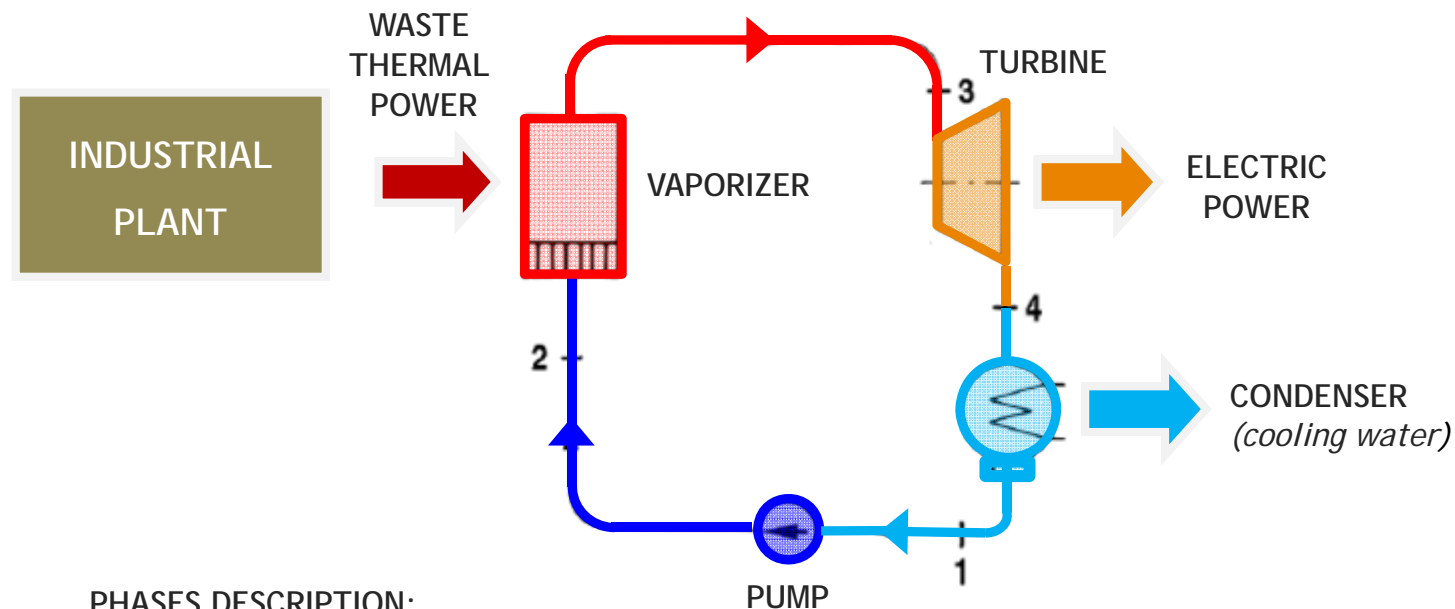 WASTE
THERMAL
POWER
TURBINE
3
INDUSTRIAL
PLANT
VAPORIZER
ELECTRIC
POWER
4
2
CONDENSER
(cooling water)
1
PUMP
PHASES DESCRIPTION: